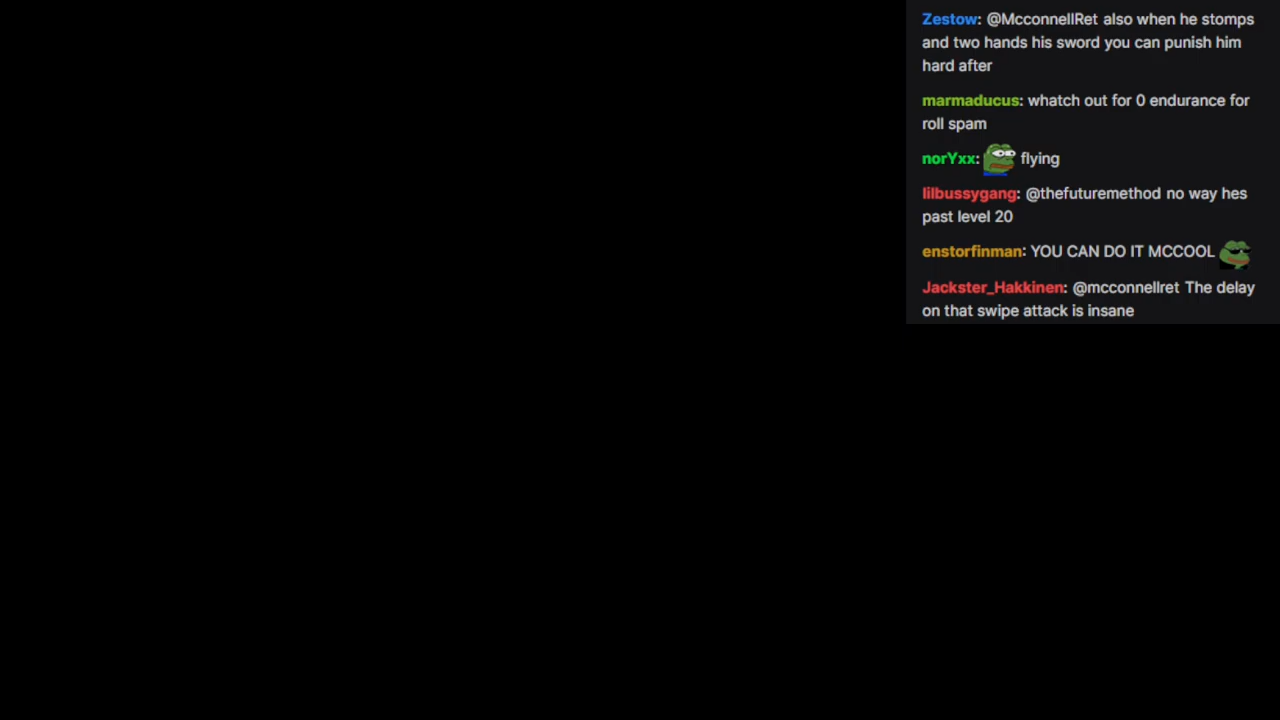 Zestow: @McconnellRet also when he stomps
and two hands his sword you can punish him
hard after
marmaducus: whatch out for 0 endurance for
roll spam
norYxx: flying
lilbussygang: @thefuturemethod no way hes
past level 20
enstorfinman: YOU CAN DO IT MCCOOL
Jackster_Hakkinen: @mcconnellret The delay
on that swipe attack is insane